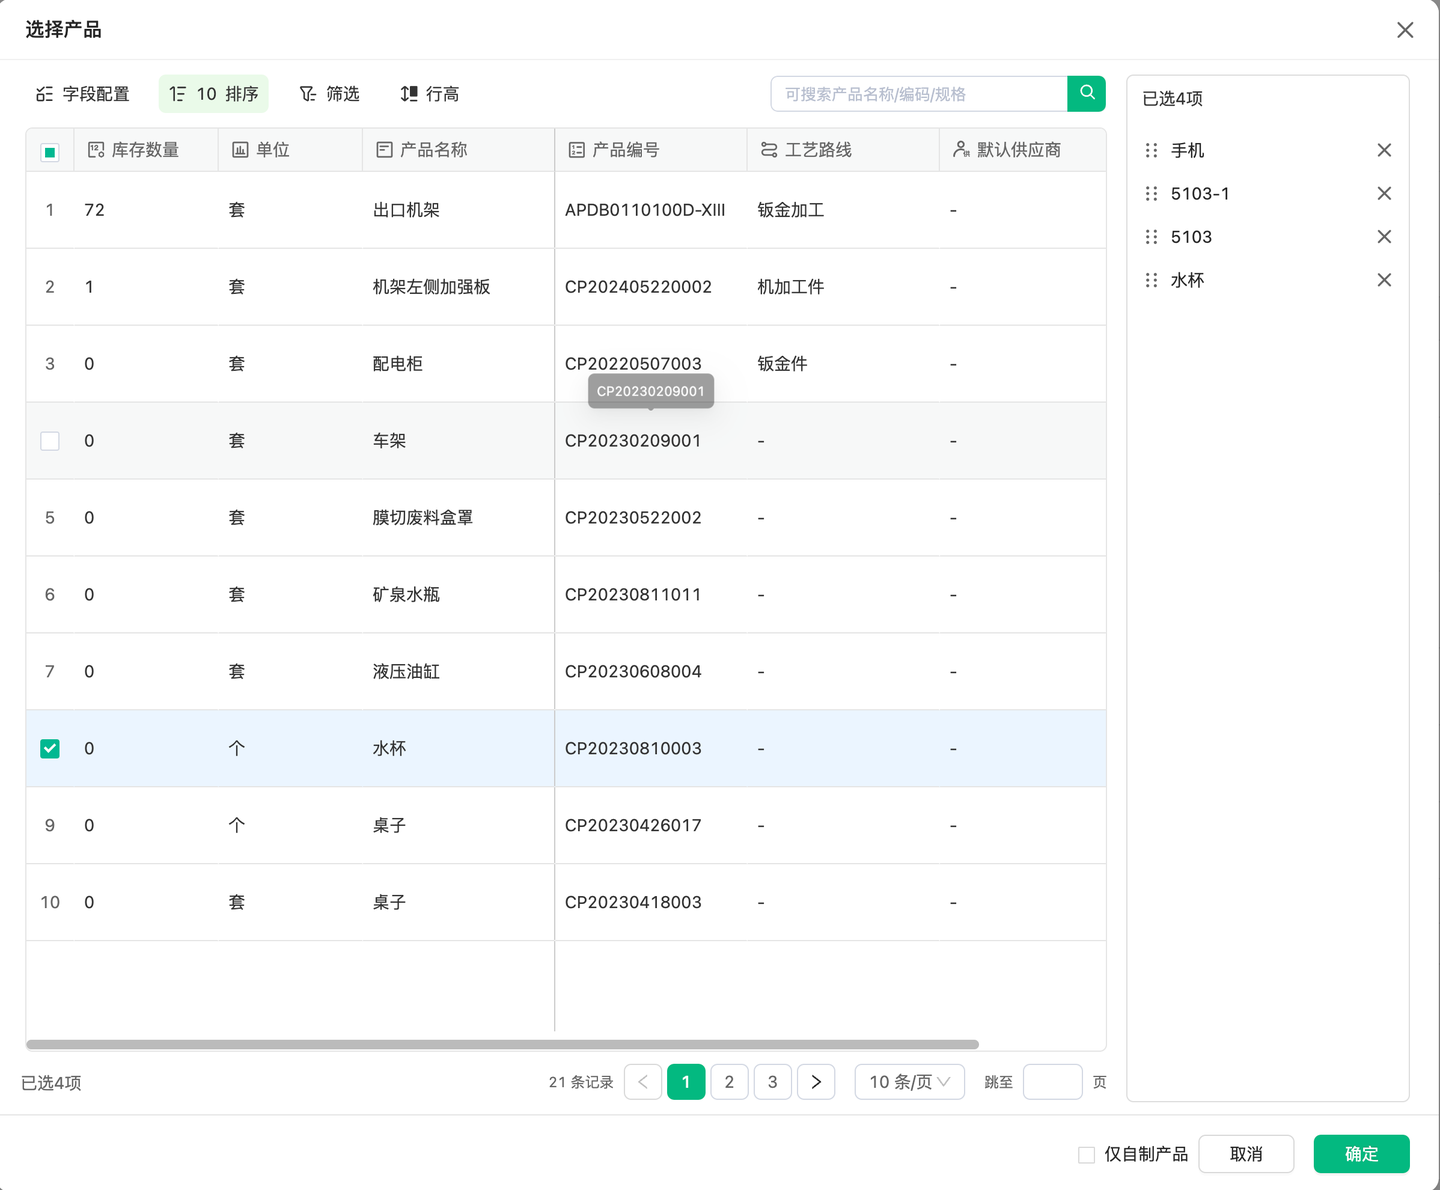 选择产品
字段配置
10 排序
筛选
行高
可搜索产品名称/编码/规格
已选4项
手机
5103-1
5103
水杯
库存数量 单位 产品名称 产品编号 工艺路线 默认供应商
1 72 套 出口机架 APDB0110100D-XIII 钣金加工 -
2 1 套 机架左侧加强板 CP202405220002 机加工件 -
3 0 套 配电柜 CP20220507003 钣金件 -
CP20230209001
0 套 车架 CP20230209001 - -
5 0 套 膜切废料盒罩 CP20230522002 - -
6 0 套 矿泉水瓶 CP20230811011 - -
7 0 套 液压油缸 CP20230608004 - -
0 个 水杯 CP20230810003 - -
9 0 个 桌子 CP20230426017 - -
10 0 套 桌子 CP20230418003 - -
已选4项
21 条记录 1 2 3 10 条/页 跳至 页
仅自制产品 取消 确定